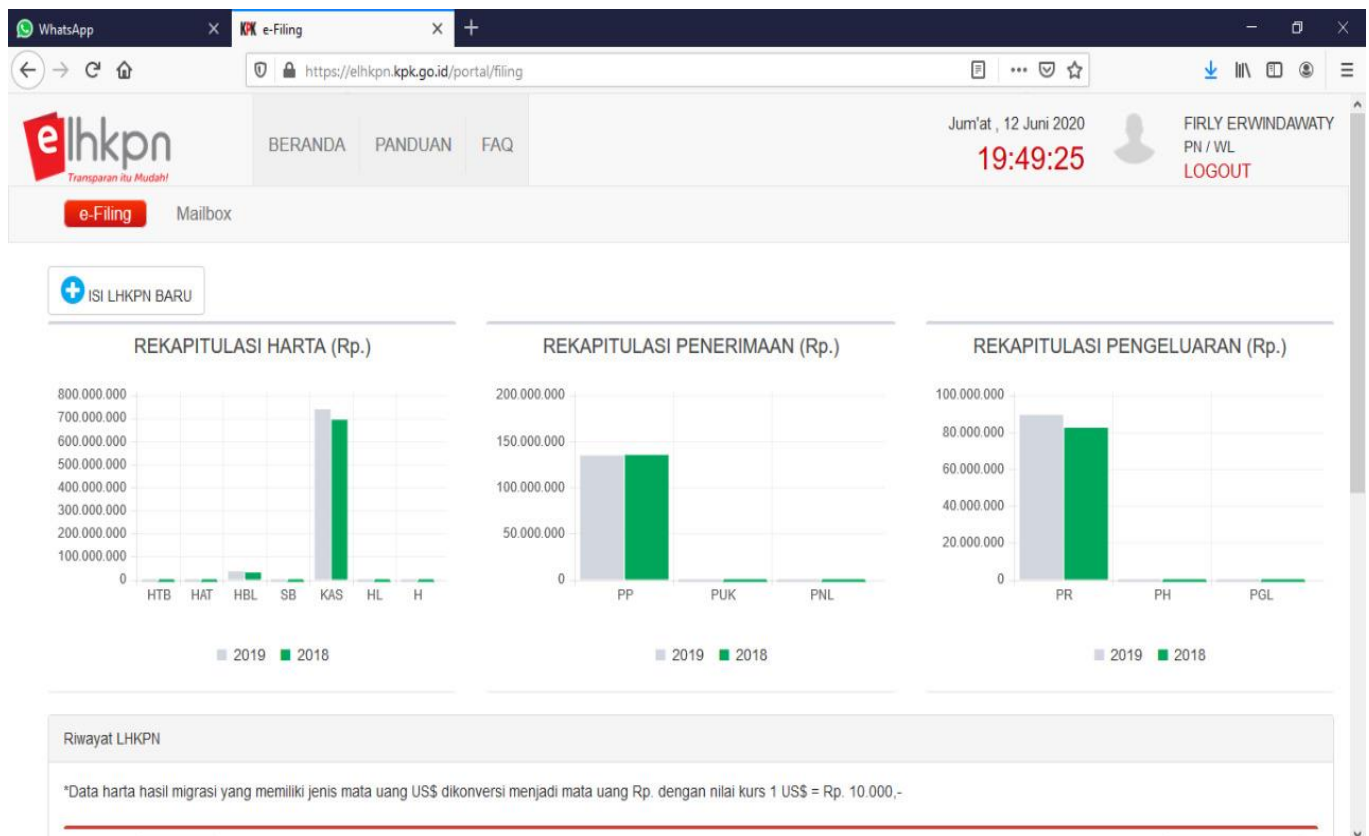 WhatsApp
KPK e-Filing
https://elhkpn.kpk.go.id/portal/filing
elhkpn
Transparan itu Mudah!
BERANDA PANDUAN FAQ
Jum'at , 12 Juni 2020
19:49:25
FIRLY ERWINDAWATY
PN / WL
LOGOUT
e-Filing Mailbox
ISI LHKPN BARU
REKAPITULASI HARTA (Rp.)
800.000.000
700.000.000
600.000.000
500.000.000
400.000.000
300.000.000
200.000.000
100.000.000
0
HTB HAT HBL SB KAS HL H
2019 2018
REKAPITULASI PENERIMAAN (Rp.)
200.000.000
150.000.000
100.000.000
50.000.000
0
PP PUK PNL
2019 2018
REKAPITULASI PENGELUARAN (Rp.)
100.000.000
80.000.000
60.000.000
40.000.000
20.000.000
0
PR PH PGL
2019 2018
Riwayat LHKPN
*Data harta hasil migrasi yang memiliki jenis mata uang US$ dikonversi menjadi mata uang Rp. dengan nilai kurs 1 US$ = Rp. 10.000,-